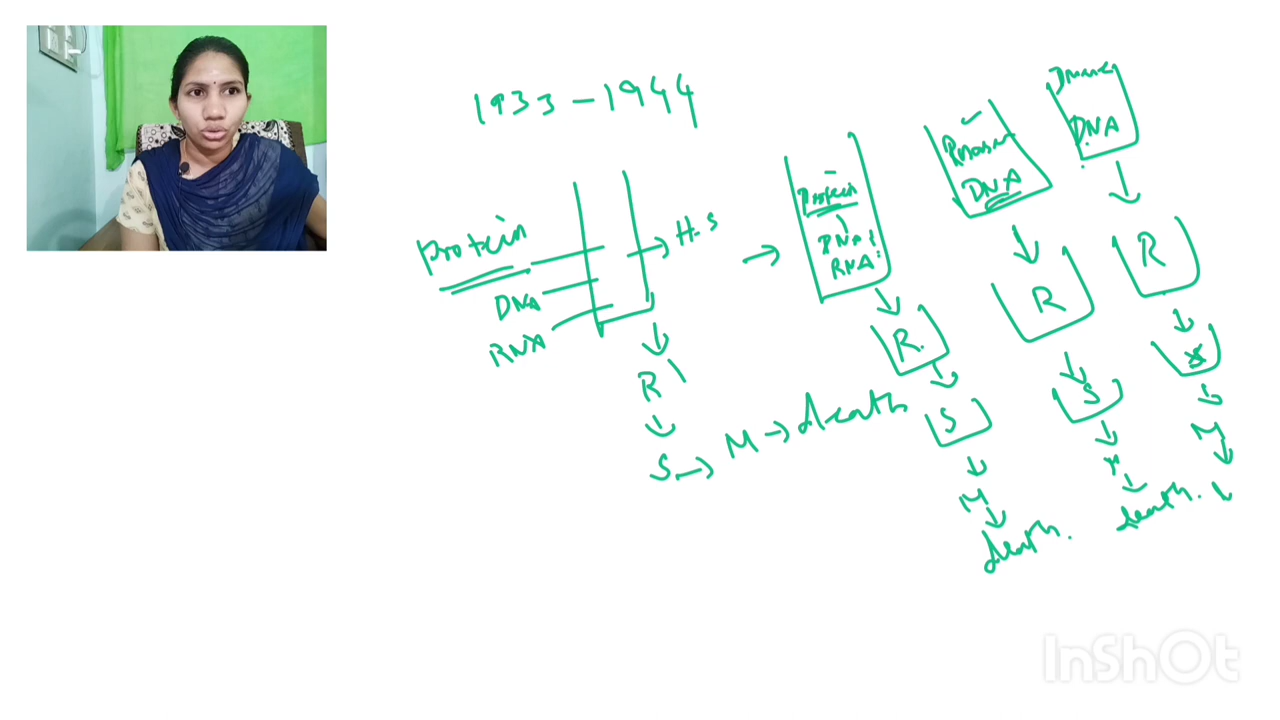 1933 - 1944
Protein
DNA
RNA
H.S
R
S → M → death
Protein
DNA
RNA
R
S
M
death.
DNA
R
S
death.
DNA
R
M
InShOt